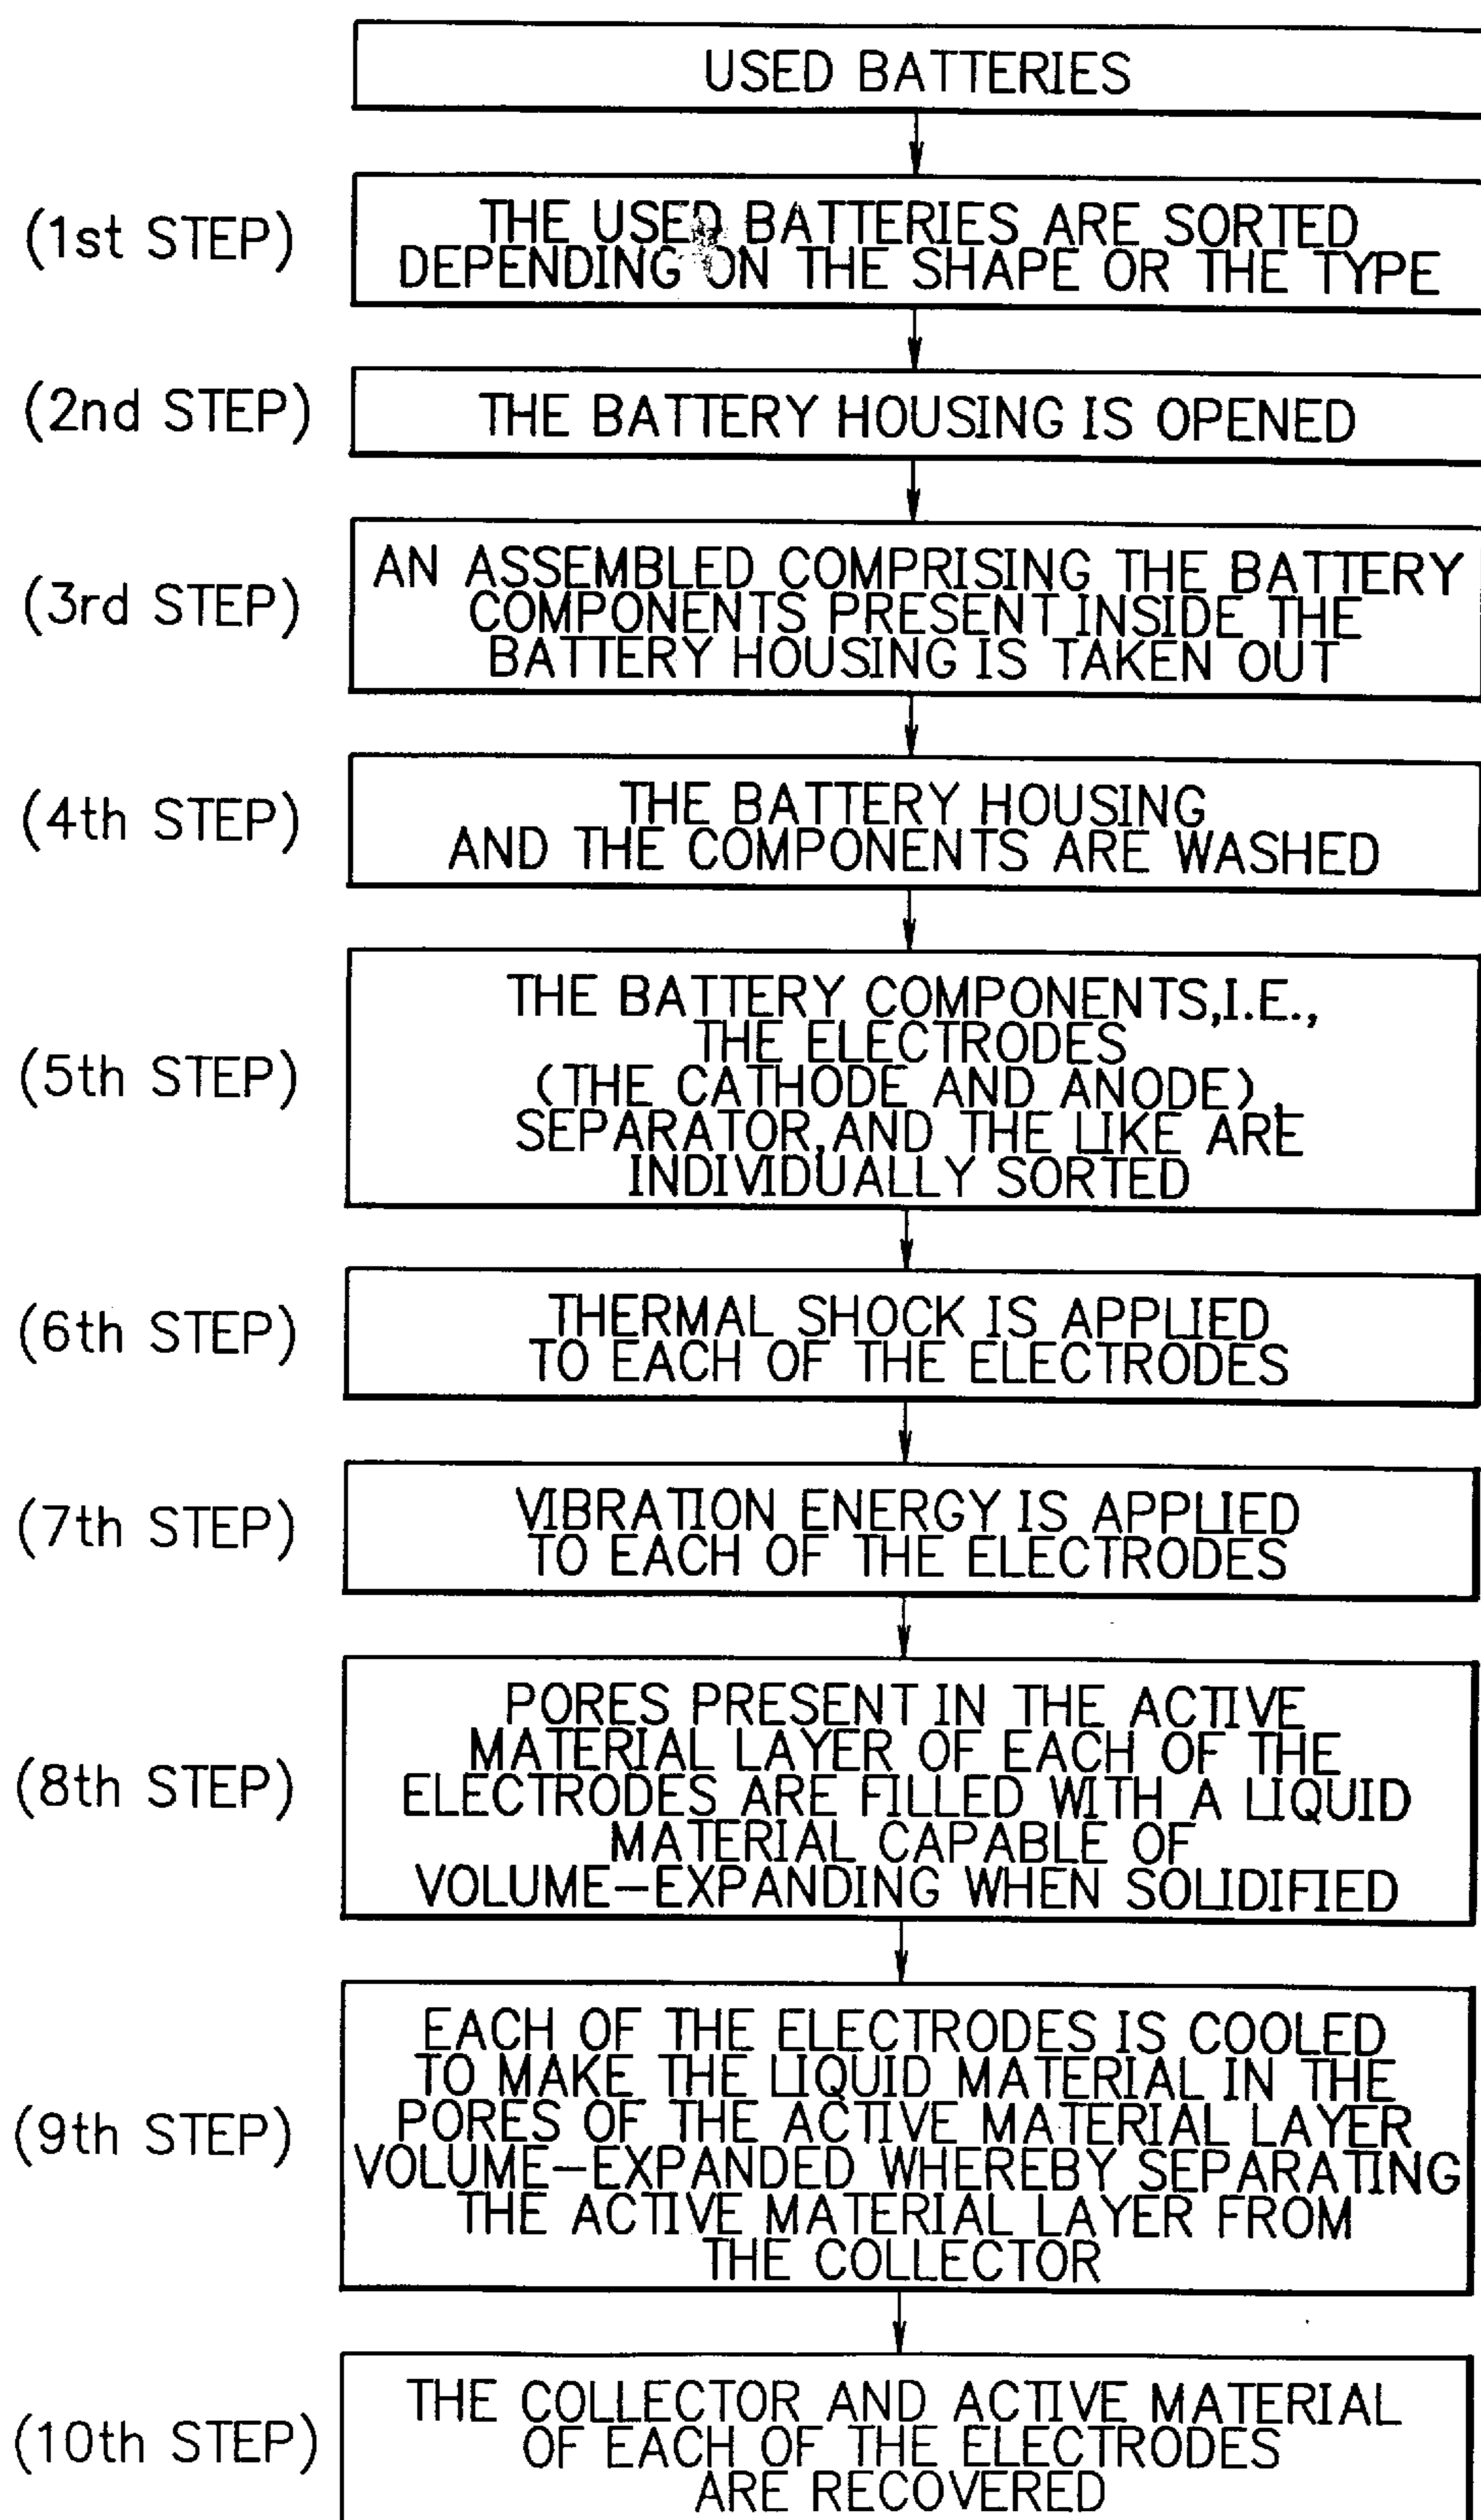 USED BATTERIES
(1st STEP)
THE USED BATTERIES ARE SORTED
DEPENDING ON THE SHAPE OR THE TYPE
(2nd STEP)
THE BATTERY HOUSING IS OPENED
(3rd STEP)
AN ASSEMBLED COMPRISING THE BATTERY
COMPONENTS PRESENT INSIDE THE
BATTERY HOUSING IS TAKEN OUT
(4th STEP)
THE BATTERY HOUSING
AND THE COMPONENTS ARE WASHED
(5th STEP)
THE BATTERY COMPONENTS,I.E.,
THE ELECTRODES
(THE CATHODE AND ANODE),
SEPARATOR,AND THE LIKE ARE
INDIVIDUALLY SORTED
(6th STEP)
THERMAL SHOCK IS APPLIED
TO EACH OF THE ELECTRODES
(7th STEP)
VIBRATION ENERGY IS APPLIED
TO EACH OF THE ELECTRODES
(8th STEP)
PORES PRESENT IN THE ACTIVE
MATERIAL LAYER OF EACH OF THE
ELECTRODES ARE FILLED WITH A LIQUID
MATERIAL CAPABLE OF
VOLUME-EXPANDING WHEN SOLIDIFIED
(9th STEP)
EACH OF THE ELECTRODES IS COOLED
TO MAKE THE LIQUID MATERIAL IN THE
PORES OF THE ACTIVE MATERIAL LAYER
VOLUME-EXPANDED WHEREBY SEPARATING
THE ACTIVE MATERIAL LAYER FROM
THE COLLECTOR
(10th STEP)
THE COLLECTOR AND ACTIVE MATERIAL
OF EACH OF THE ELECTRODES
ARE RECOVERED